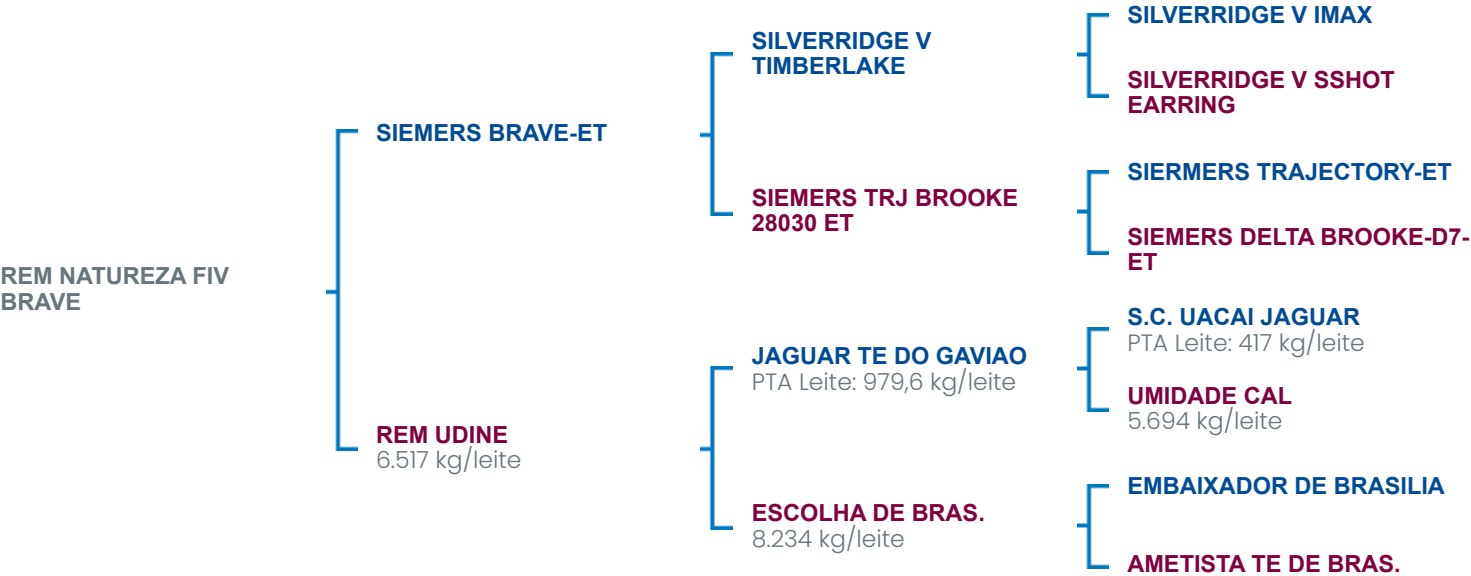 REM NATUREZA FIV
BRAVE
SIEMERS BRAVE-ET
REM UDINE
6.517 kg/leite
SILVERRIDGE V
TIMBERLAKE
SIEMERS TRJ BROOKE
28030 ET
JAGUAR TE DO GAVIAO
PTA Leite: 979,6 kg/leite
ESCOLHA DE BRAS.
8.234 kg/leite
SILVERRIDGE V IMAX
SILVERRIDGE V SSHOT
EARRING
SIERMERS TRAJECTORY-ET
SIEMERS DELTA BROOKE-D7-
ET
S.C. UACAI JAGUAR
PTA Leite: 417 kg/leite
UMIDADE CAL
5.694 kg/leite
EMBAIXADOR DE BRASILIA
AMETISTA TE DE BRAS.